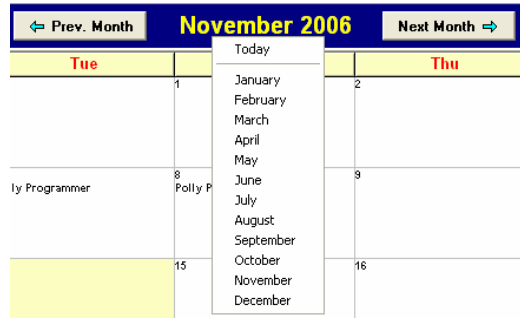 Prev. Month
November 2006
Next Month
Today
Tue
Thu
1
2
January
February
March
April
May
8
9
ly Programmer
Polly P
June
July
August
September
15
16
October
November
December